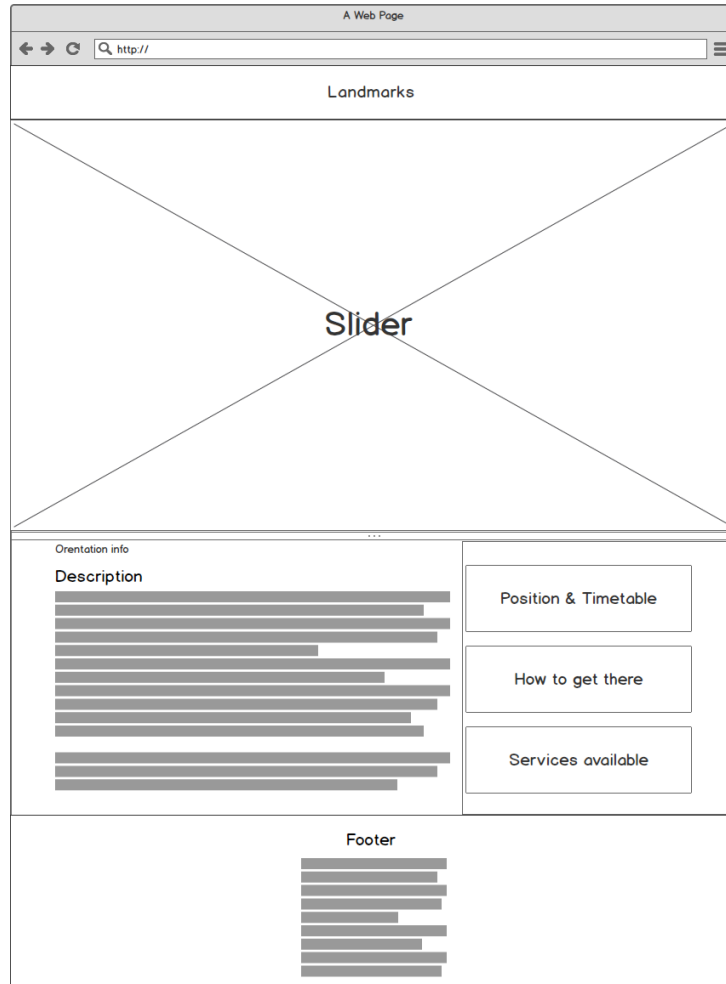 A Web Page
http://
Landmarks
Slider
Orentation info
Description
Position & Timetable
How to get there
Services available
Footer